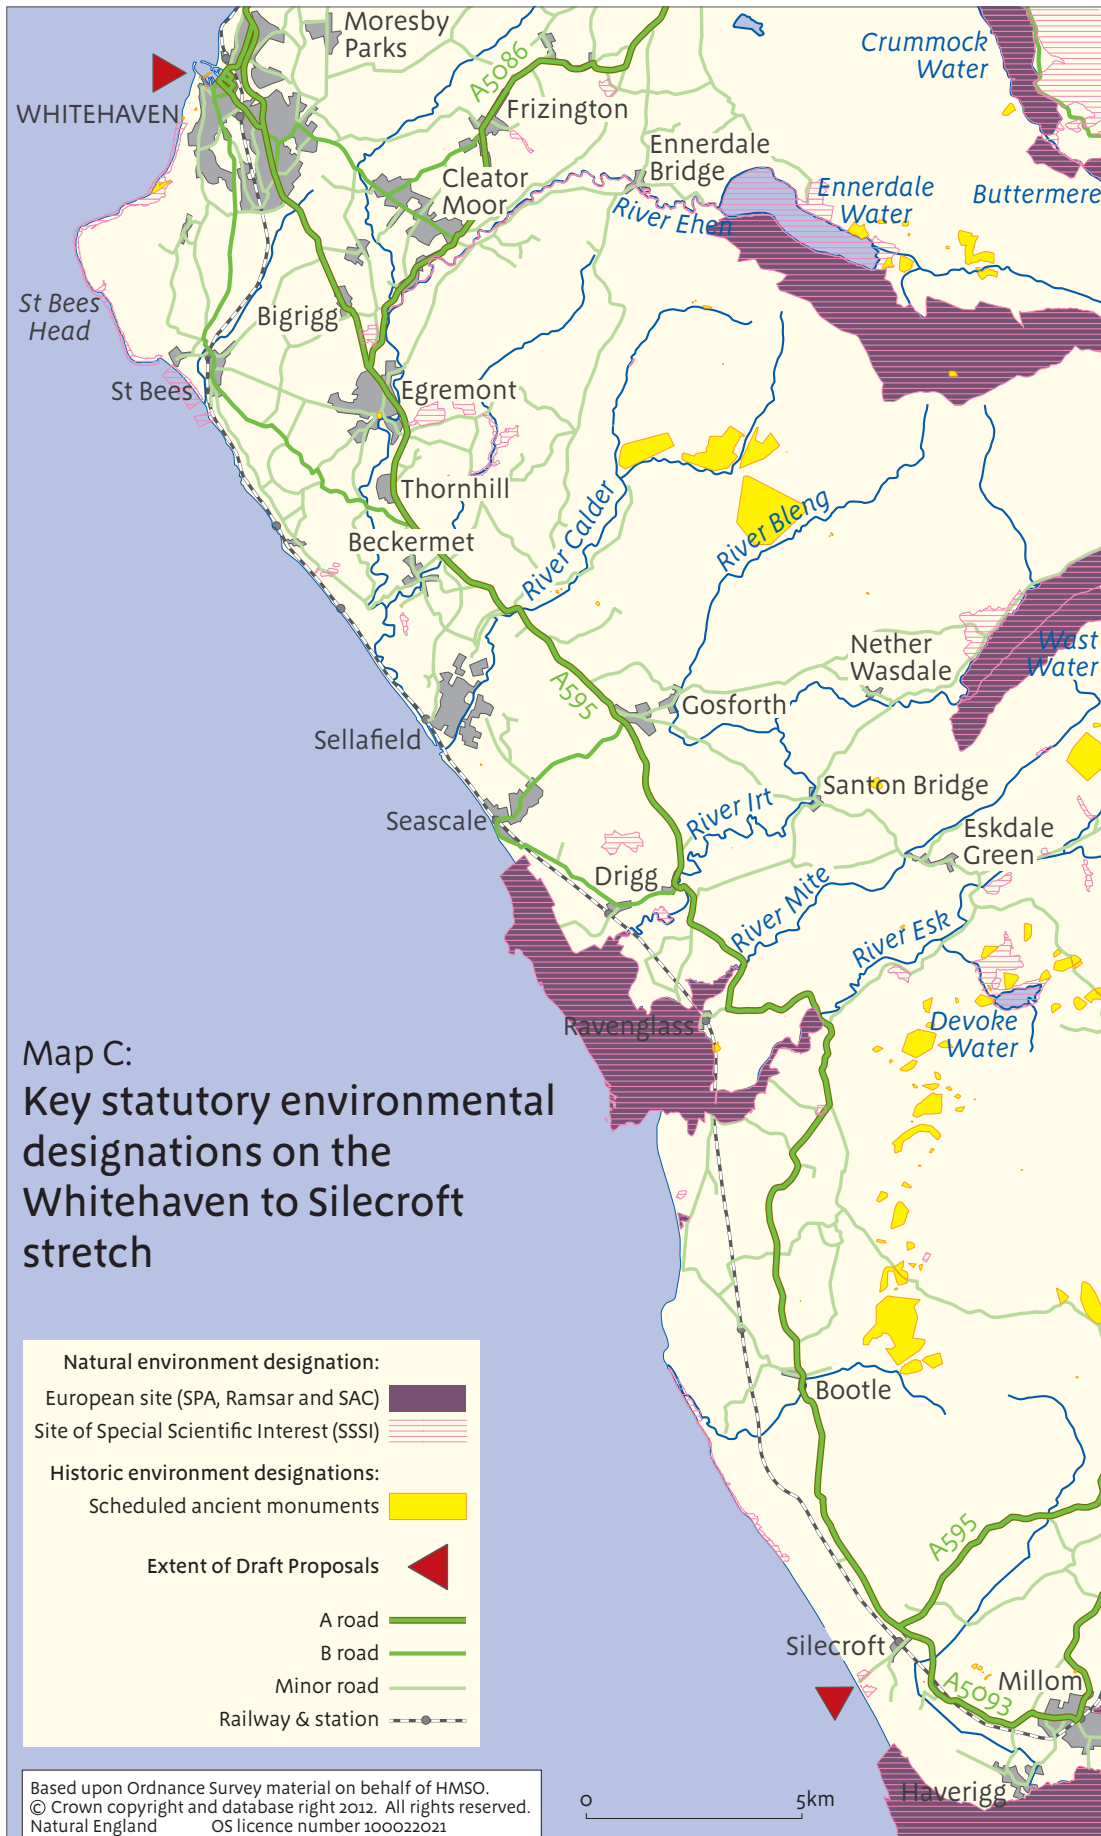 Moresby
Parks
Crummock
Water
A5086
WHITEHAVEN
Frizington
Ennerdale
Bridge
Cleator
Moor
Ennerdale
Water
Buttermere
River Ehen
St Bees
Head
Bigrigg
St Bees
Egremont
Thornhill
River Calder
River Bleng
Beckermet
Nether
Wasdale
Wast
Water
A595
Gosforth
Sellafield
Santon Bridge
River Irt
Seascale
Eskdale
Green
Drigg
River Mite
River Esk
Ravenglass
Devoke
Water
Map C:
Key statutory environmental
designations on the
Whitehaven to Silecroft
stretch
Natural environment designation:
European site (SPA, Ramsar and SAC)
Site of Special Scientific Interest (SSSI)
Historic environment designations:
Scheduled ancient monuments
Extent of Draft Proposals
A road
B road
Minor road
Railway & station
Bootle
A595
Silecroft
A5093
Millom
Haverigg
Based upon Ordnance Survey material on behalf of HMSO.
© Crown copyright and database right 2012. All rights reserved.
Natural England OS licence number 100022021
0 5km